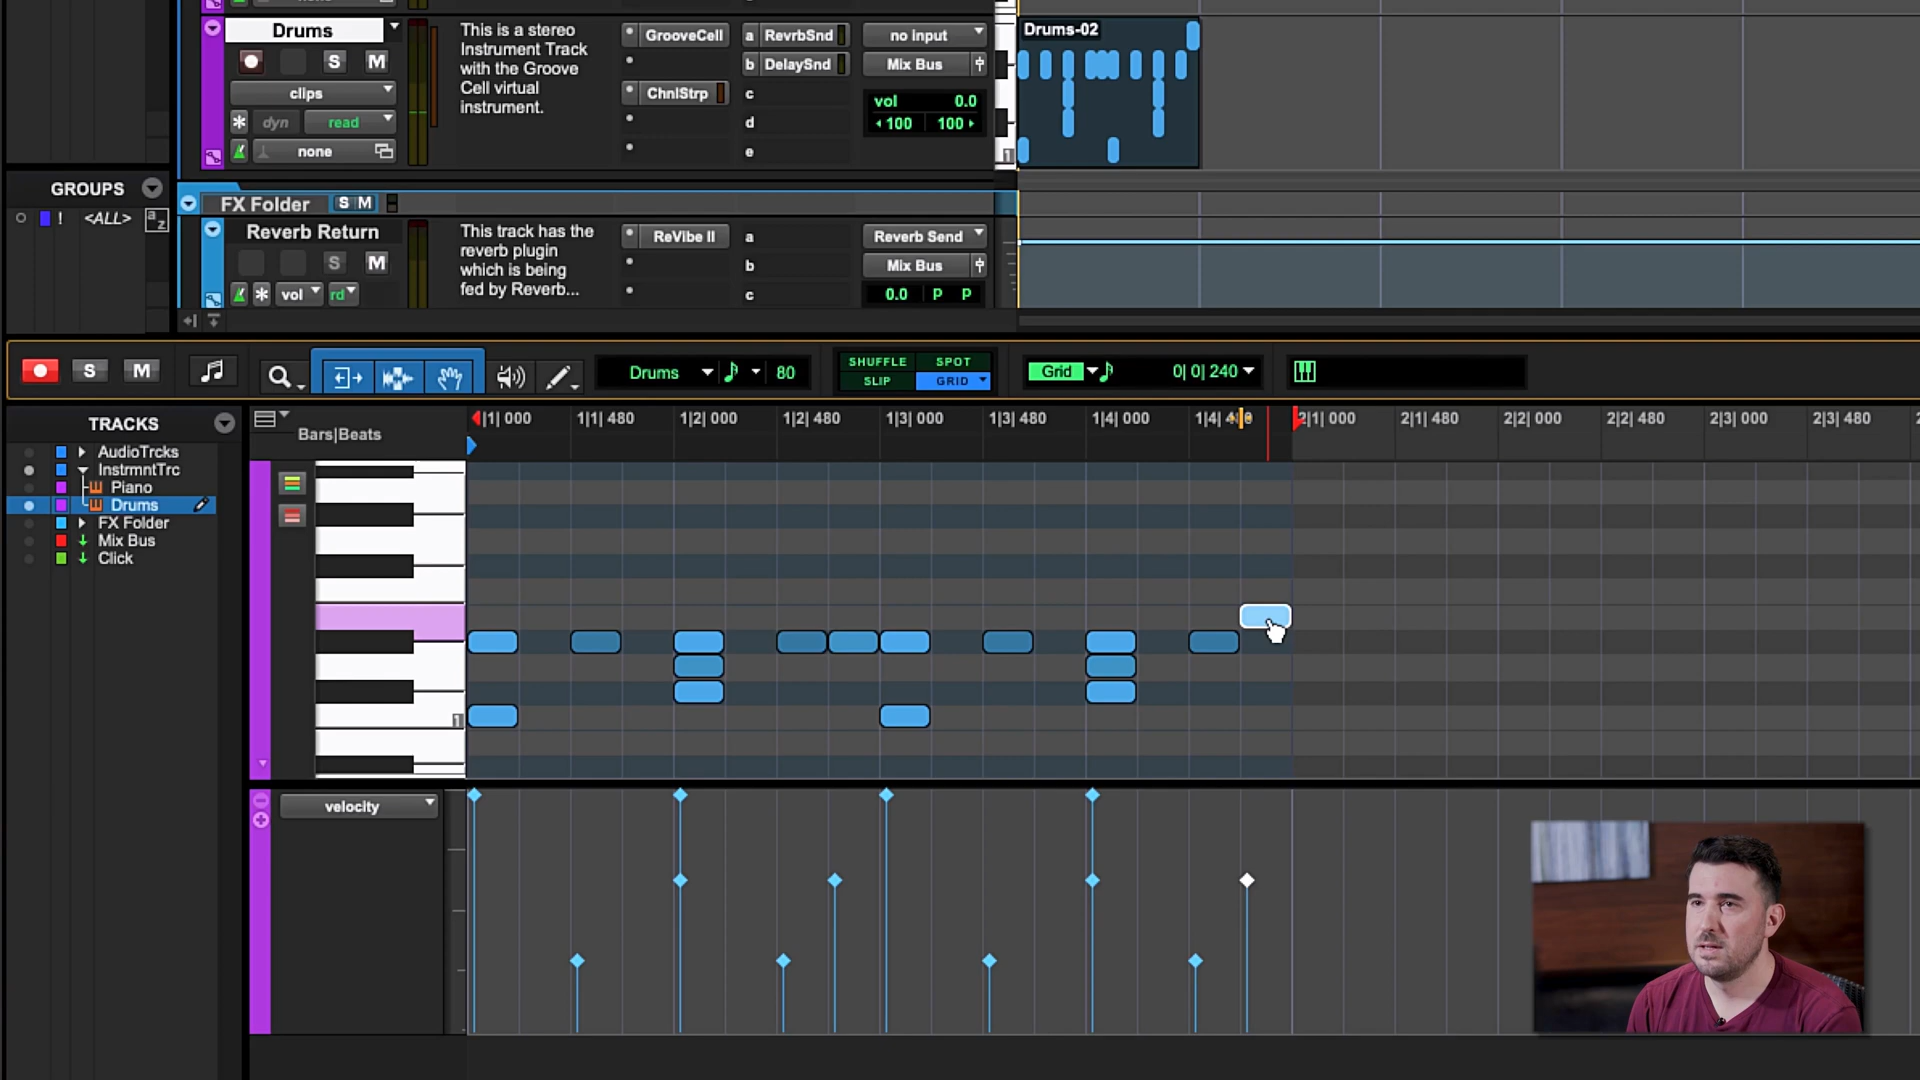 Drums
This is a stereo
Instrument Track
with the Groove
Cell virtual
instrument.
GrooveCell
a RevrbSnd
no input
Drums-02
b DelaySnd
Mix Bus
S M
clips
ChnlStrp
c
vol 0.0
100 100
dyn read
d
none
e
1
GROUPS
! <ALL> a z
FX Folder S M
Reverb Return
This track has the
reverb plugin
which is being
fed by Reverb...
ReVibe II
a
Reverb Send
S M
b
Mix Bus
vol rd
c
0.0 P P
S M
Drums 80
SHUFFLE SPOT
SLIP GRID
Grid 0| 0| 240
TRACKS
AudioTrcks
InstrmntTrc
Piano
Drums
FX Folder
Mix Bus
Click
Bars|Beats
|1| 000 1|1| 480 1|2| 000 1|2| 480 1|3| 000 1|3| 480 1|4| 000 2|1| 000 2|1| 480 2|2| 000 2|2| 480 2|3| 000 2|3| 480
1
velocity